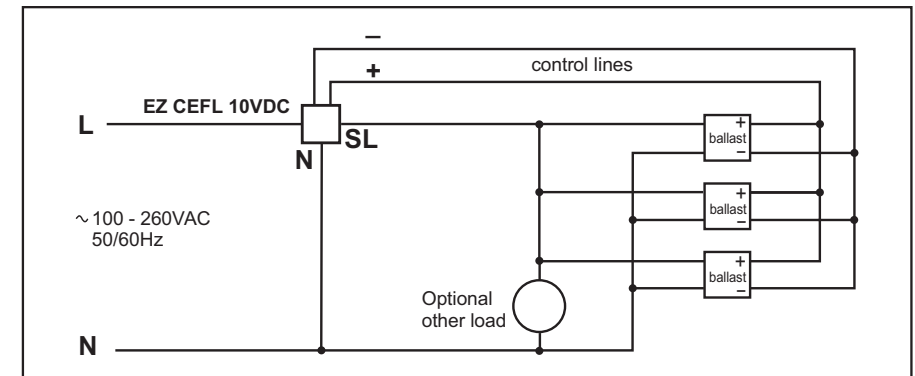 −
+
control lines
EZ CEFL 10VDC
L
SL
N
+
ballast
−
+
ballast
−
+
ballast
−
~ 100 - 260VAC
50/60Hz
Optional
other load
N